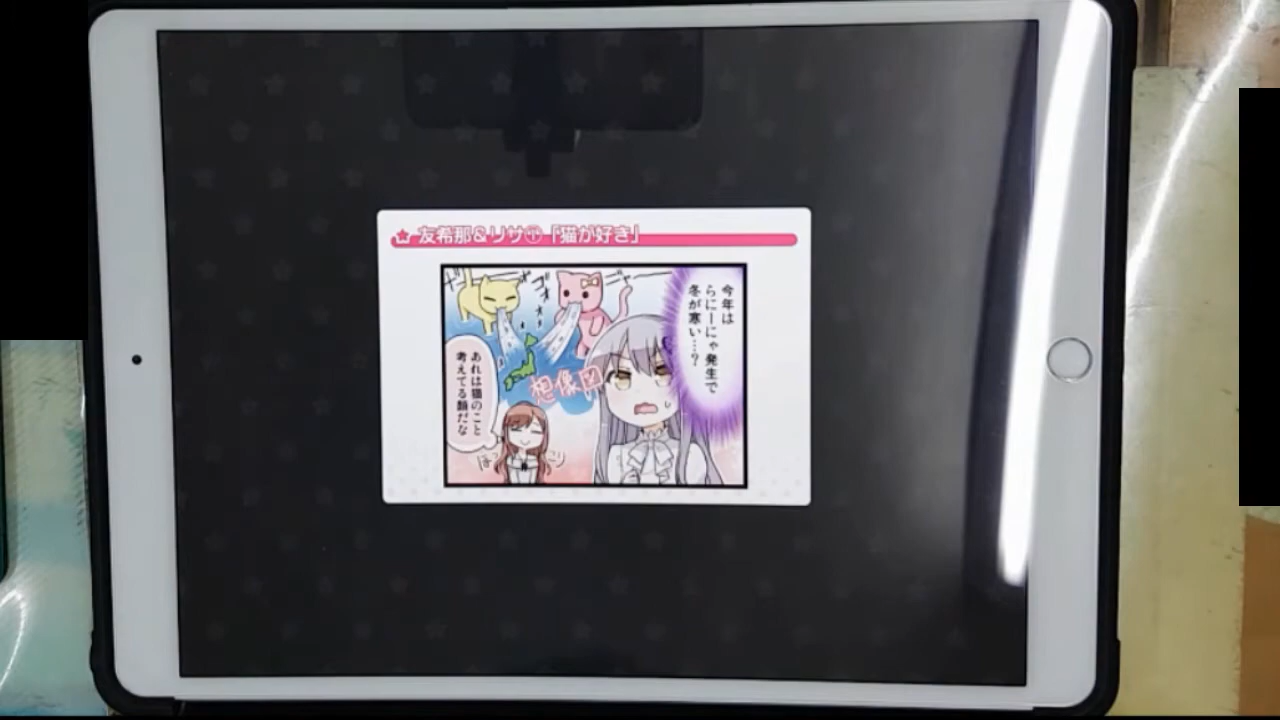 友希那&リサ①「猫が好き」
今年は
らにーにゃ発生で
冬が寒い…?
想像図
あれは猫のこと
考えてる顔だな